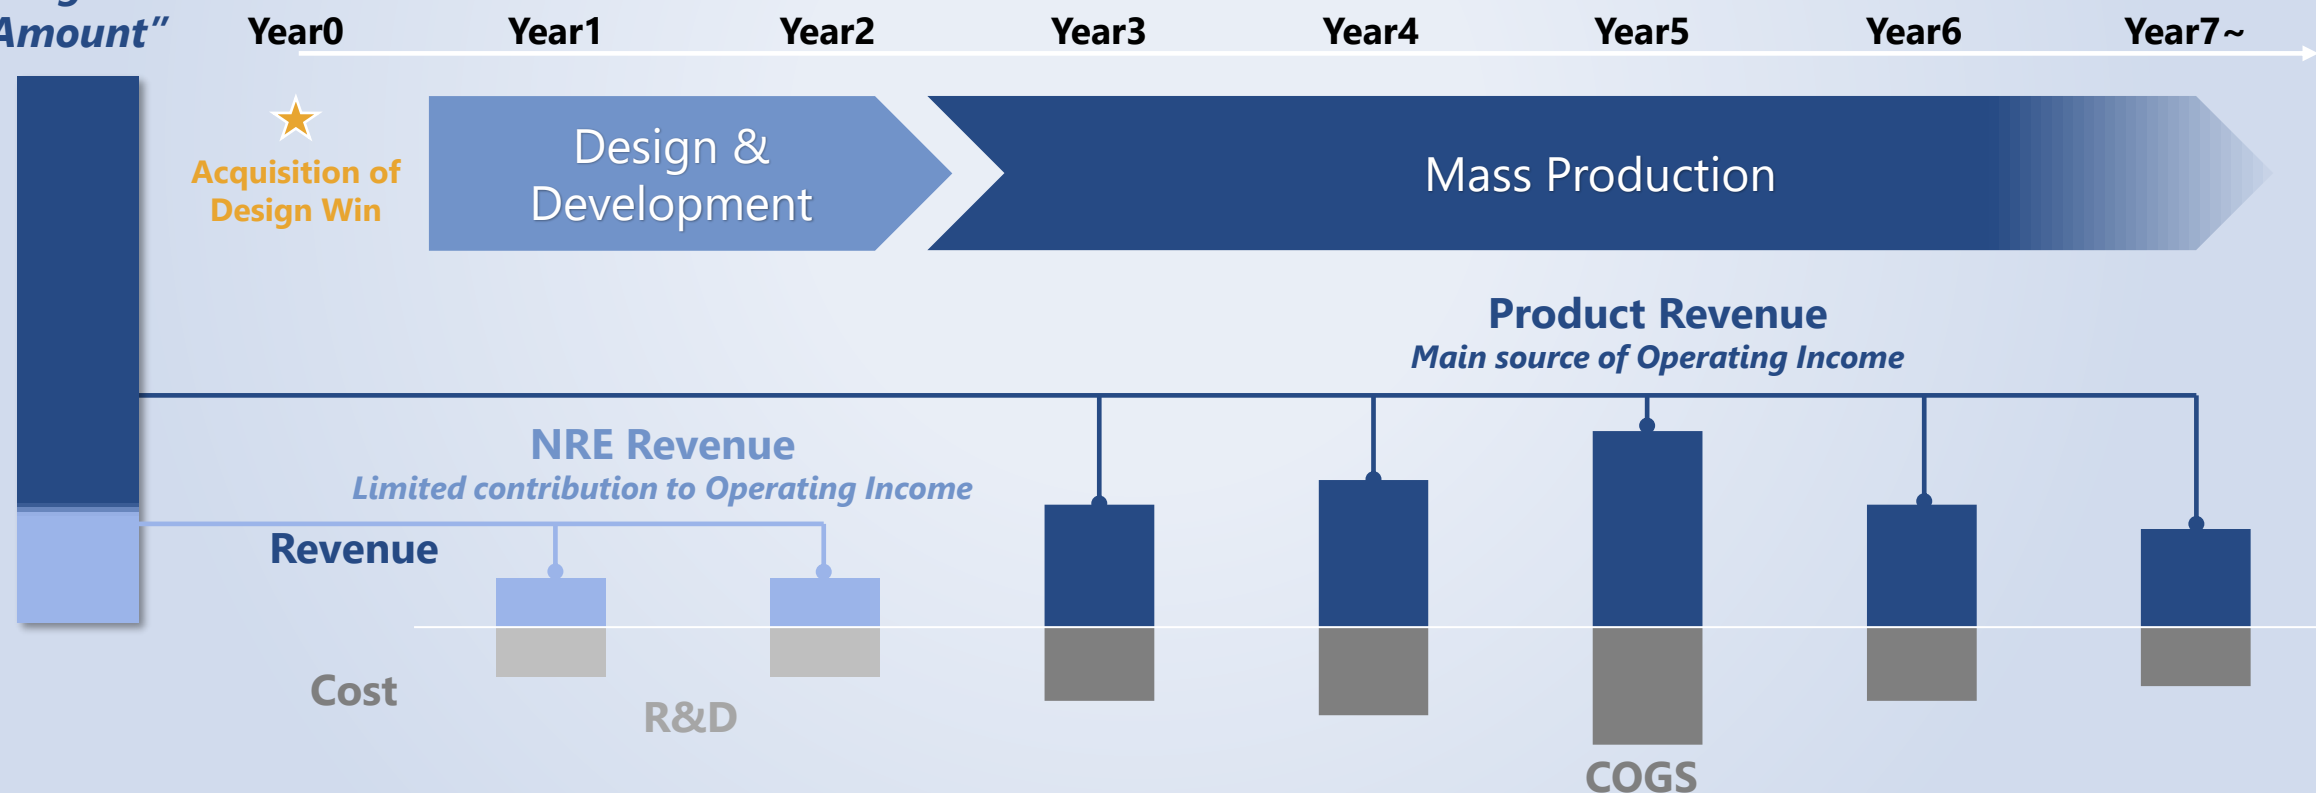 Amount”
Year0
Year1
Year2
Year3
Year4
Year5
Year6
Year7~
Acquisition of
Design Win
Design &
Development
Mass Production
Product Revenue
Main source of Operating Income
NRE Revenue
Limited contribution to Operating Income
Revenue
Cost
R&D
COGS